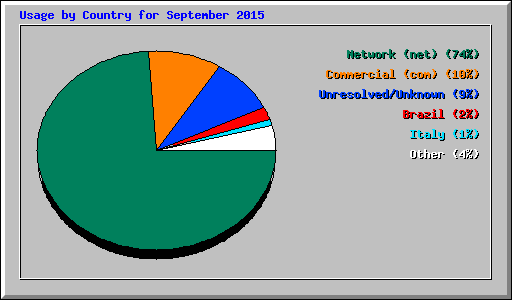 Usage by Country for September 2015
Network (net) (74%)
Commercial (com) (10%)
Unresolved/Unknown (9%)
Brazil (2%)
Italy (1%)
Other (4%)